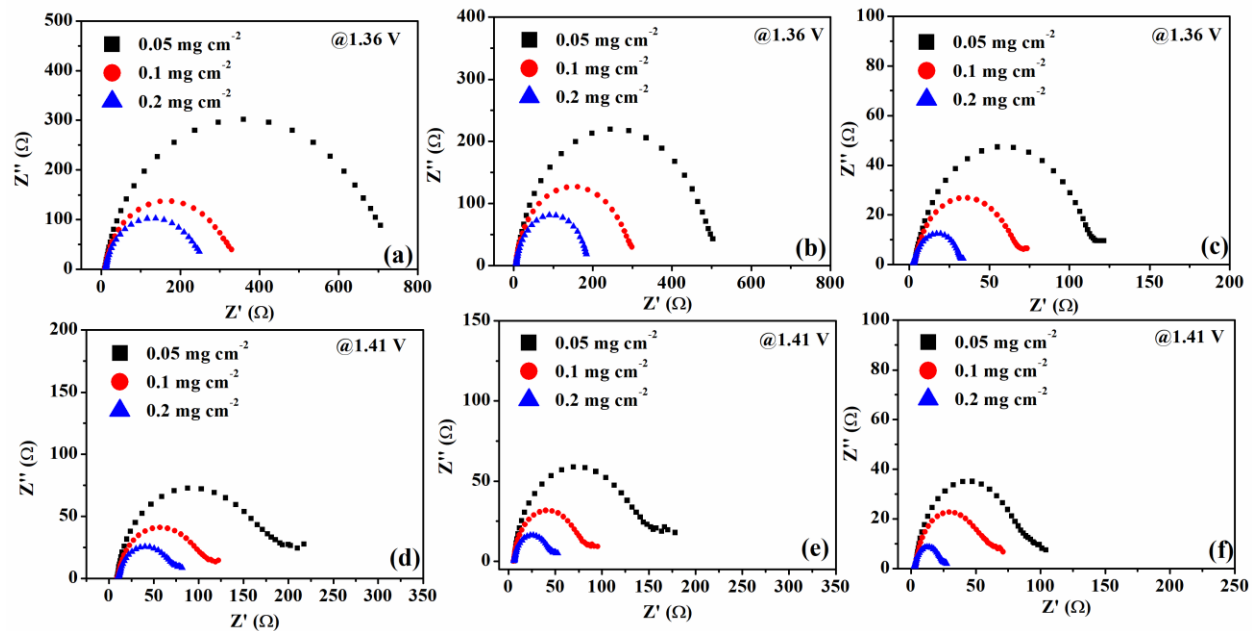 500
400
300
200
100
0
Z'' (Ω)
0.05 mg cm⁻²
0.1 mg cm⁻²
0.2 mg cm⁻²
@1.36 V
(a)
0 200 400 600 800
Z' (Ω)
400
300
200
100
0
Z'' (Ω)
0.05 mg cm⁻²
0.1 mg cm⁻²
0.2 mg cm⁻²
@1.36 V
(b)
0 200 400 600 800
Z' (Ω)
100
80
60
40
20
0
Z'' (Ω)
0.05 mg cm⁻²
0.1 mg cm⁻²
0.2 mg cm⁻²
@1.36 V
(c)
0 50 100 150 200
Z' (Ω)
200
150
100
50
0
Z'' (Ω)
0.05 mg cm⁻²
0.1 mg cm⁻²
0.2 mg cm⁻²
@1.41 V
(d)
0 50 100 150 200 250 300 350
Z' (Ω)
150
100
50
0
Z'' (Ω)
0.05 mg cm⁻²
0.1 mg cm⁻²
0.2 mg cm⁻²
@1.41 V
(e)
0 50 100 150 200 250 300 350
Z' (Ω)
100
80
60
40
20
0
Z'' (Ω)
0.05 mg cm⁻²
0.1 mg cm⁻²
0.2 mg cm⁻²
@1.41 V
(f)
0 50 100 150 200 250
Z' (Ω)